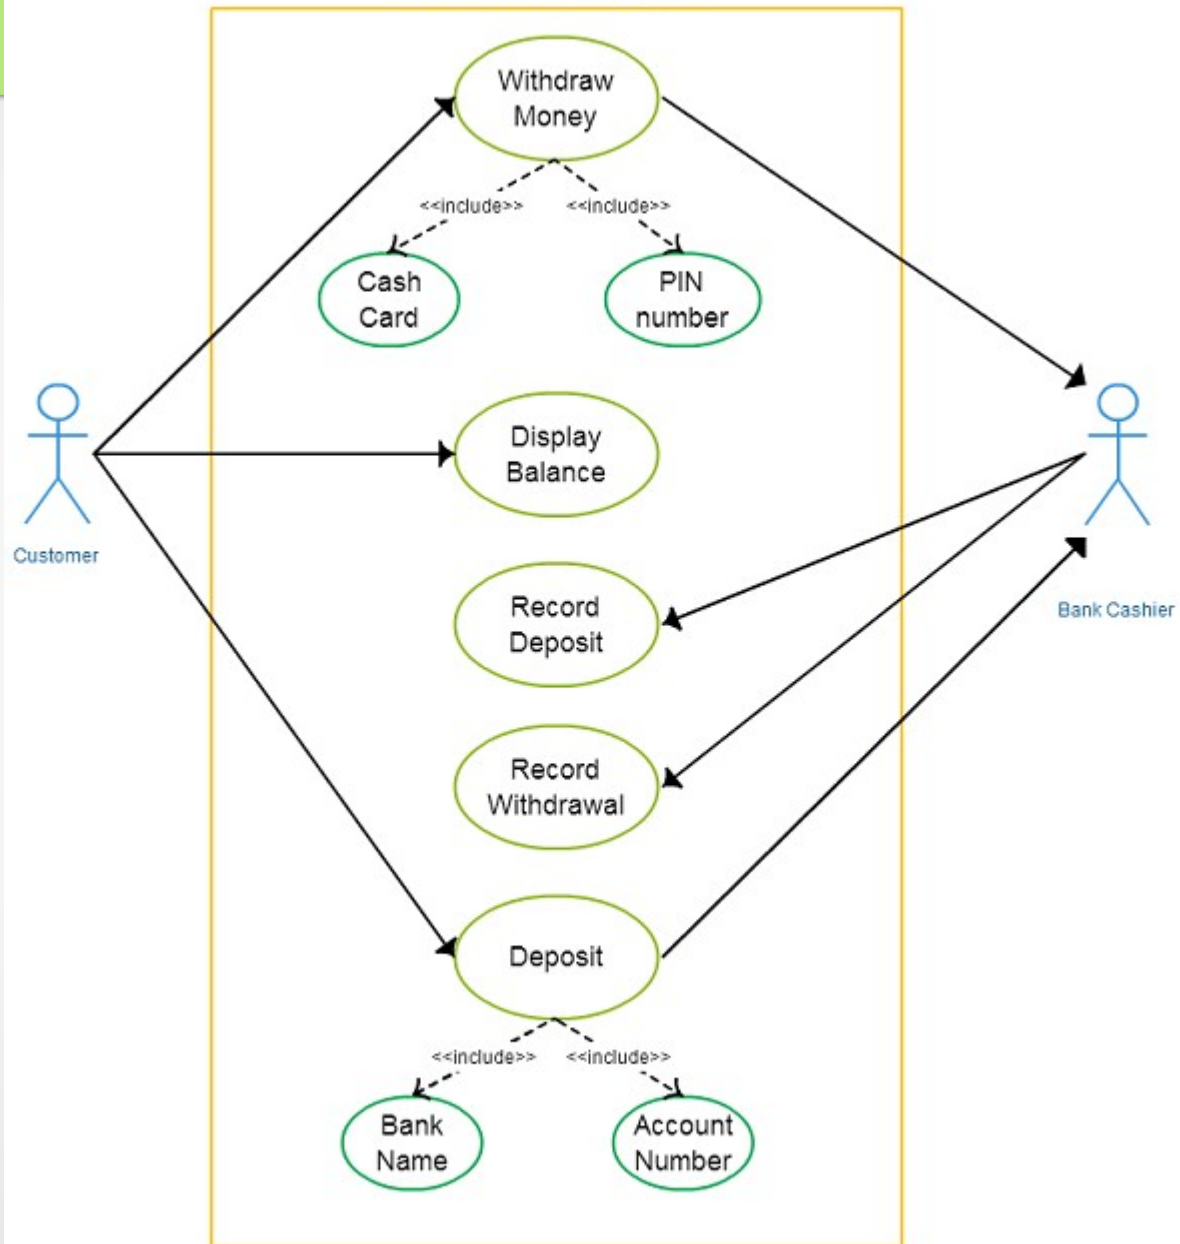 Withdraw
Money
<<include>>
<<include>>
Cash
Card
PIN
number
Display
Balance
Customer
Record
Deposit
Bank Cashier
Record
Withdrawal
Deposit
<<include>>
<<include>>
Bank
Name
Account
Number